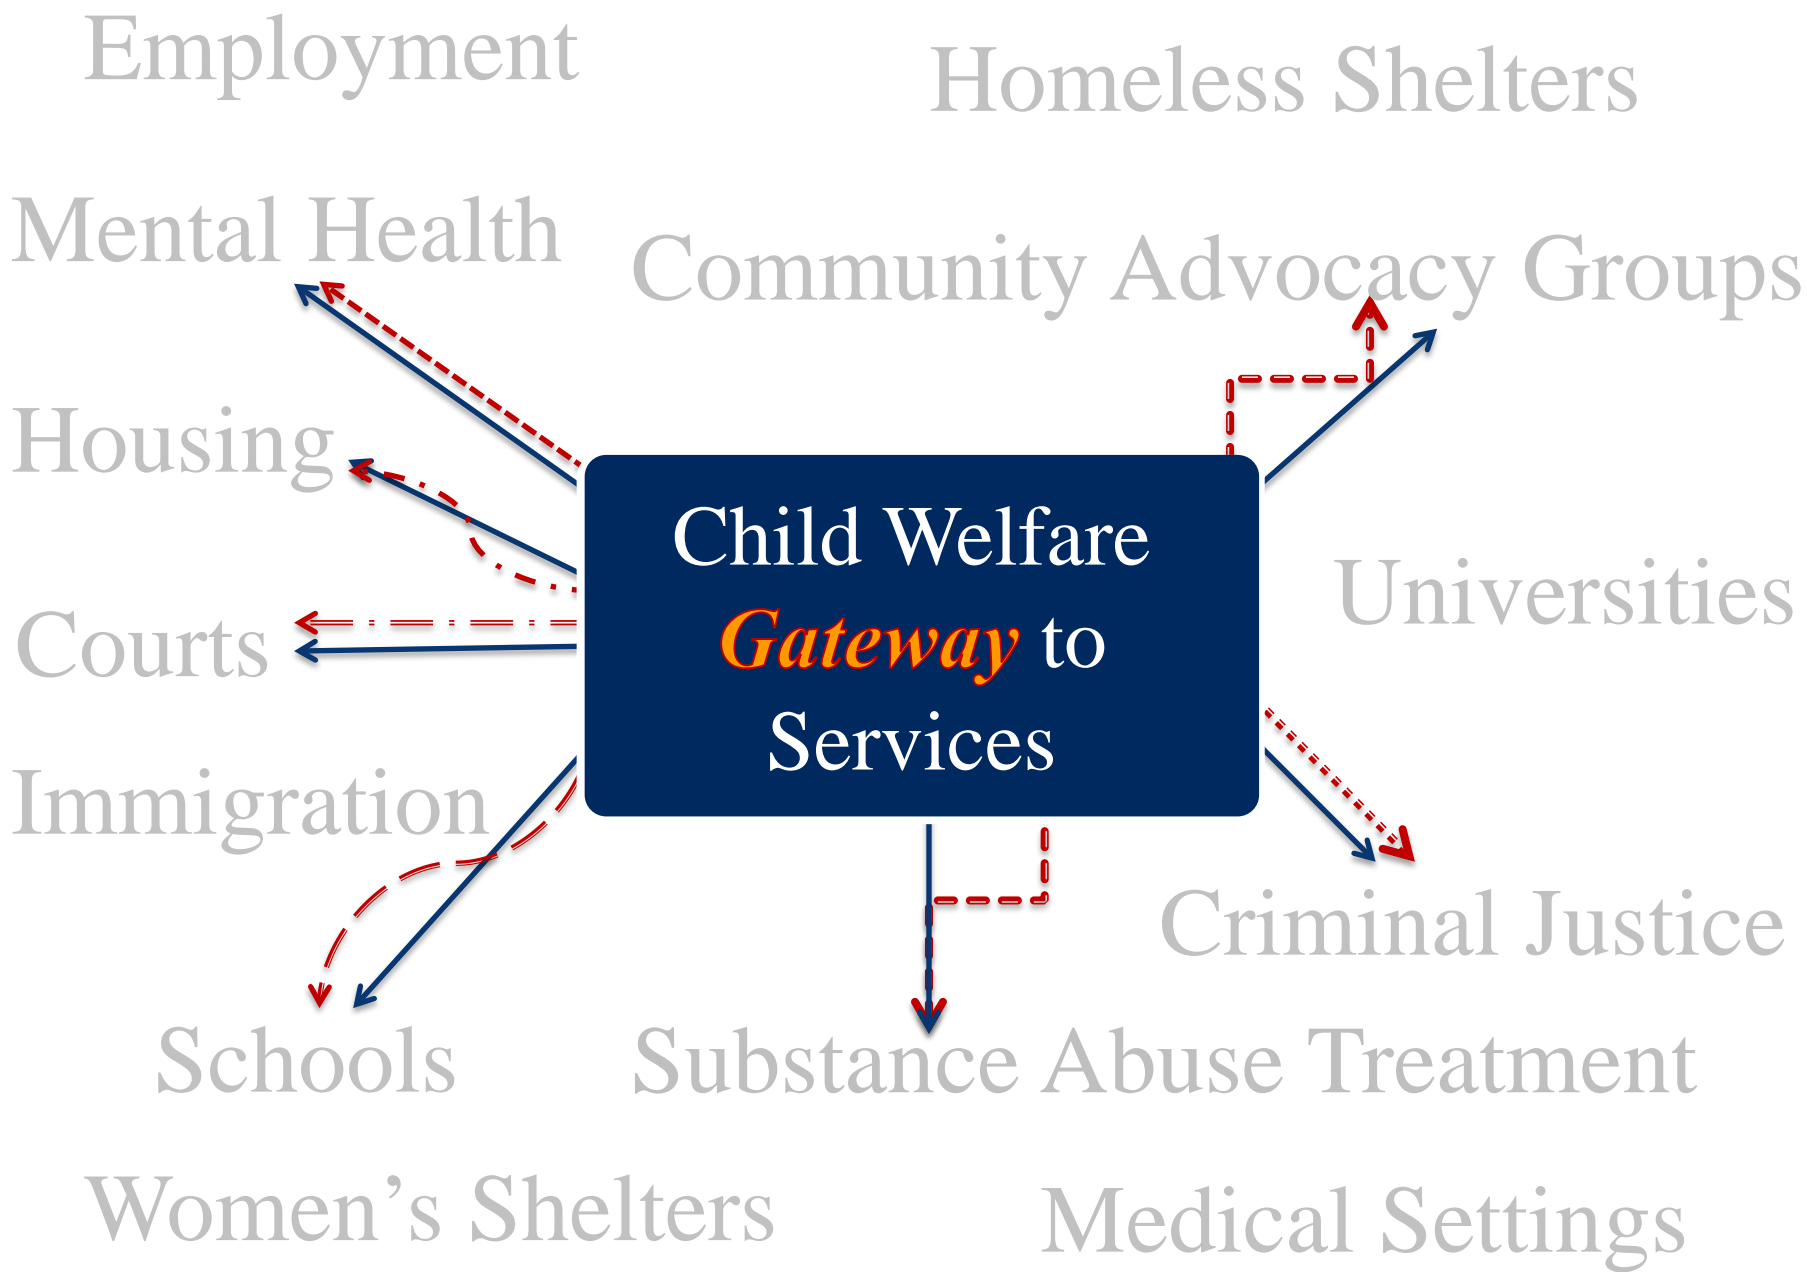 Employment
Homeless Shelters
Mental Health
Community Advocacy Groups
Housing
Child Welfare
Gateway to
Services
Universities
Courts
Immigration
Criminal Justice
Schools
Substance Abuse Treatment
Women’s Shelters
Medical Settings